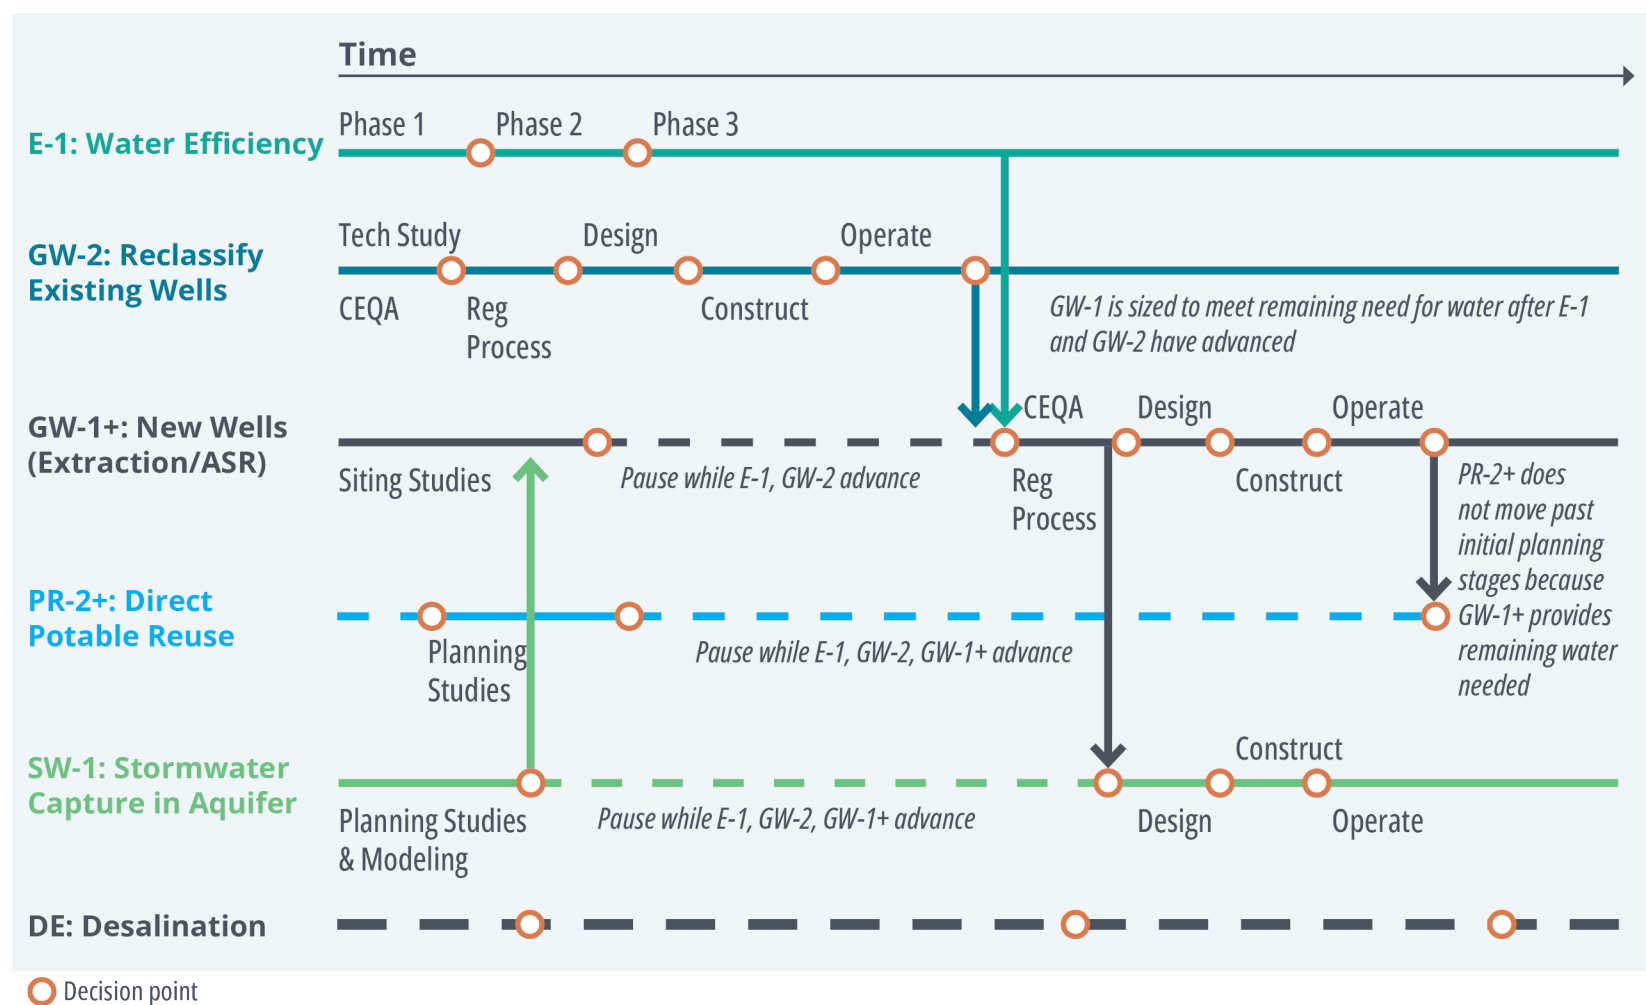 Time
Phase 1
Phase 2
Phase 3
E-1: Water Efficiency
Tech Study
Design
Operate
GW-2: Reclassify
Existing Wells
CEQA
Reg
Process
Construct
GW-1 is sized to meet remaining need for water after E-1
and GW-2 have advanced
CEQA
Design
Operate
GW-1+: New Wells
(Extraction/ASR)
Siting Studies
Pause while E-1, GW-2 advance
Reg
Process
Construct
PR-2+ does
not move past
initial planning
stages because
GW-1+ provides
remaining water
needed
PR-2+: Direct
Potable Reuse
Planning
Studies
Pause while E-1, GW-2, GW-1+ advance
Construct
SW-1: Stormwater
Capture in Aquifer
Planning Studies
& Modeling
Pause while E-1, GW-2, GW-1+ advance
Design
Operate
DE: Desalination
Decision point